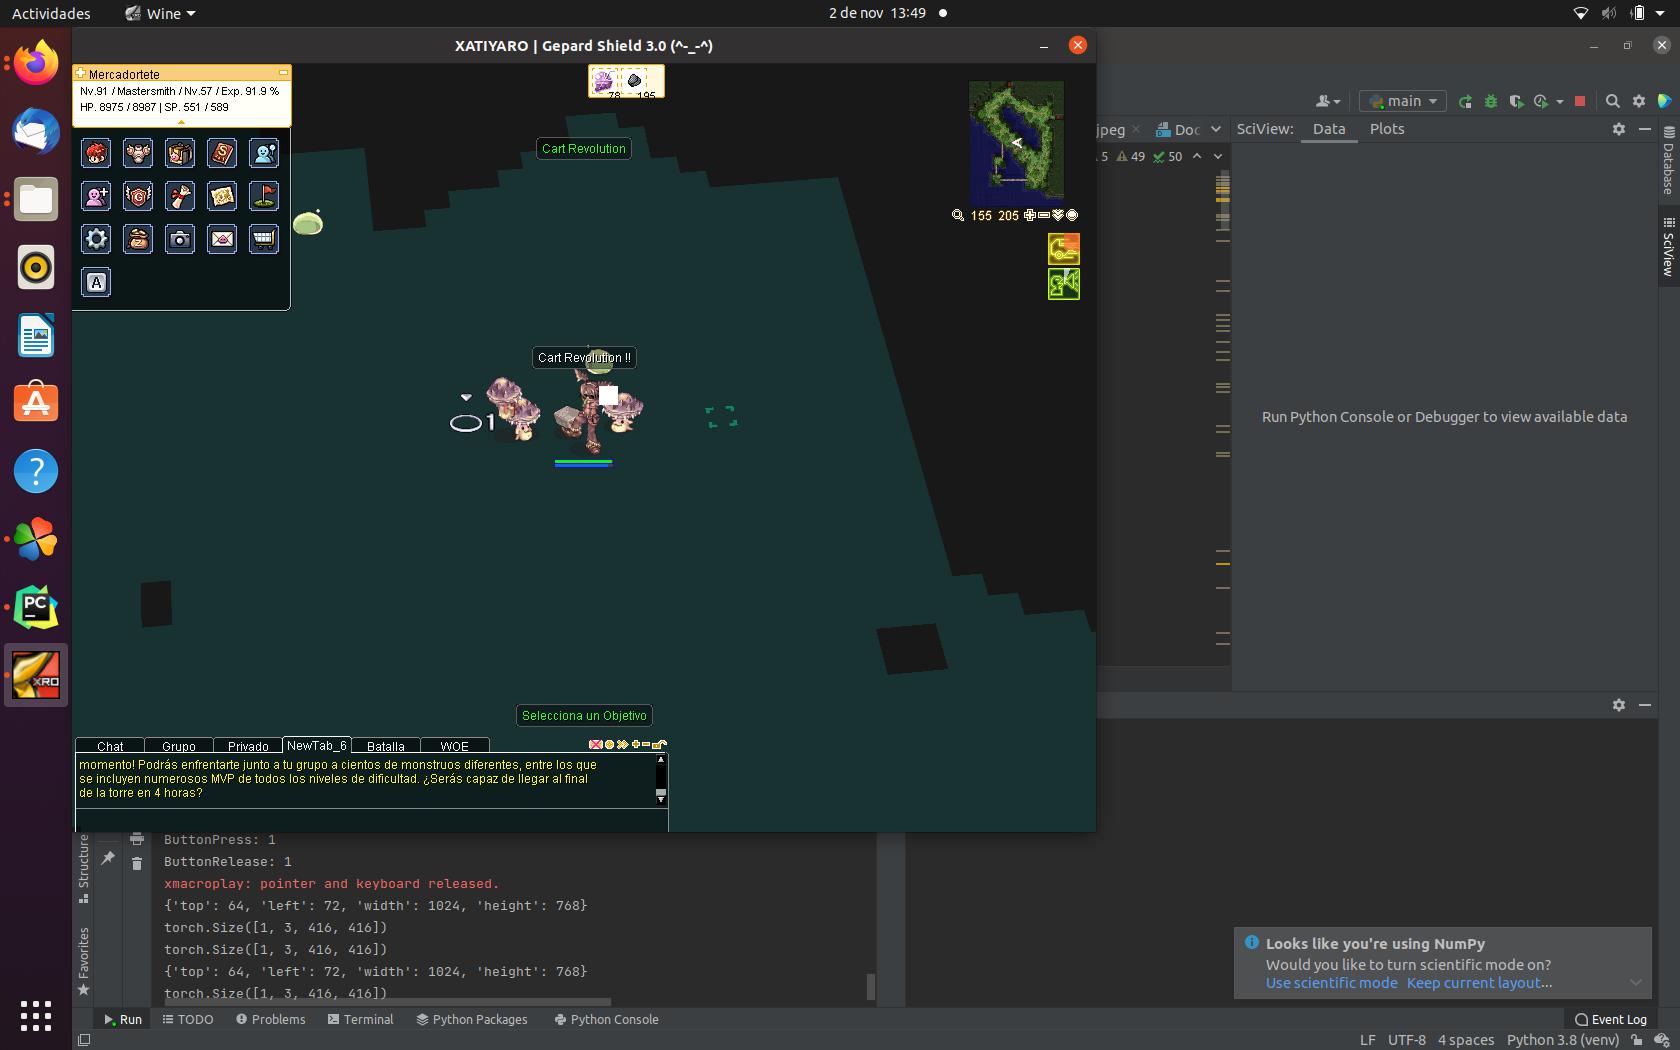 Actividades
Wine
2 de nov 13:49
XATIYARO | Gepard Shield 3.0 (^-_-^)
Mercadortete
Nv.91 / Mastersmith / Nv.57 / Exp. 91.9 %
HP. 8975 / 8987 | SP. 551 / 589
A
78 195
Cart Revolution
155 205
Cart Revolution !!
1
Selecciona un Objetivo
Chat Grupo Privado NewTab_6 Batalla WOE
momento! Podrás enfrentarte junto a tu grupo a cientos de monstruos diferentes, entre los que
se incluyen numerosos MVP de todos los niveles de dificultad. ¿Serás capaz de llegar al final
de la torre en 4 horas?
main
jpeg
Doc
SciView: Data Plots
5 49 50
Database
SciView
Run Python Console or Debugger to view available data
PC
XRO
Structure
Favorites
ButtonPress: 1
ButtonRelease: 1
xmacroplay: pointer and keyboard released.
{'top': 64, 'left': 72, 'width': 1024, 'height': 768}
torch.Size([1, 3, 416, 416])
torch.Size([1, 3, 416, 416])
{'top': 64, 'left': 72, 'width': 1024, 'height': 768}
torch.Size([1, 3, 416, 416])
Looks like you're using NumPy
Would you like to turn scientific mode on?
Use scientific mode Keep current layout...
Run TODO Problems Terminal Python Packages Python Console
Event Log
LF UTF-8 4 spaces Python 3.8 (venv)